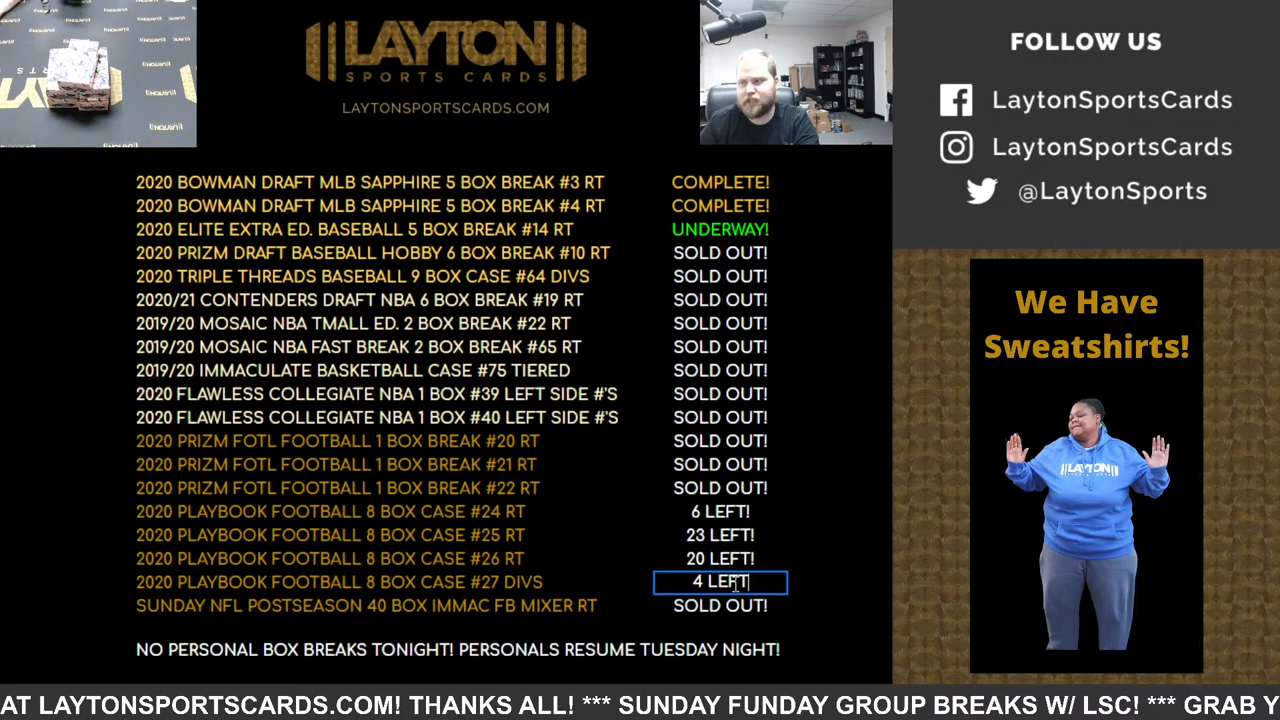 LAYTON
SPORTS CARDS
LAYTONSPORTSCARDS.COM
FOLLOW US
LaytonSportsCards
LaytonSportsCards
@LaytonSports
2020 BOWMAN DRAFT MLB SAPPHIRE 5 BOX BREAK #3 RT COMPLETE!
2020 BOWMAN DRAFT MLB SAPPHIRE 5 BOX BREAK #4 RT COMPLETE!
2020 ELITE EXTRA ED. BASEBALL 5 BOX BREAK #14 RT UNDERWAY!
2020 PRIZM DRAFT BASEBALL HOBBY 6 BOX BREAK #10 RT SOLD OUT!
2020 TRIPLE THREADS BASEBALL 9 BOX CASE #64 DIVS SOLD OUT!
2020/21 CONTENDERS DRAFT NBA 6 BOX BREAK #19 RT SOLD OUT!
2019/20 MOSAIC NBA TMALL ED. 2 BOX BREAK #22 RT SOLD OUT!
2019/20 MOSAIC NBA FAST BREAK 2 BOX BREAK #65 RT SOLD OUT!
2019/20 IMMACULATE BASKETBALL CASE #75 TIERED SOLD OUT!
2020 FLAWLESS COLLEGIATE NBA 1 BOX #39 LEFT SIDE #'S SOLD OUT!
2020 FLAWLESS COLLEGIATE NBA 1 BOX #40 LEFT SIDE #'S SOLD OUT!
2020 PRIZM FOTL FOOTBALL 1 BOX BREAK #20 RT SOLD OUT!
2020 PRIZM FOTL FOOTBALL 1 BOX BREAK #21 RT SOLD OUT!
2020 PRIZM FOTL FOOTBALL 1 BOX BREAK #22 RT SOLD OUT!
2020 PLAYBOOK FOOTBALL 8 BOX CASE #24 RT 6 LEFT!
2020 PLAYBOOK FOOTBALL 8 BOX CASE #25 RT 23 LEFT!
2020 PLAYBOOK FOOTBALL 8 BOX CASE #26 RT 20 LEFT!
2020 PLAYBOOK FOOTBALL 8 BOX CASE #27 DIVS 4 LEFT
SUNDAY NFL POSTSEASON 40 BOX IMMAC FB MIXER RT SOLD OUT!
NO PERSONAL BOX BREAKS TONIGHT! PERSONALS RESUME TUESDAY NIGHT!
We Have
Sweatshirts!
LAYTON
AT LAYTONSPORTSCARDS.COM! THANKS ALL! *** SUNDAY FUNDAY GROUP BREAKS W/ LSC! *** GRAB Y